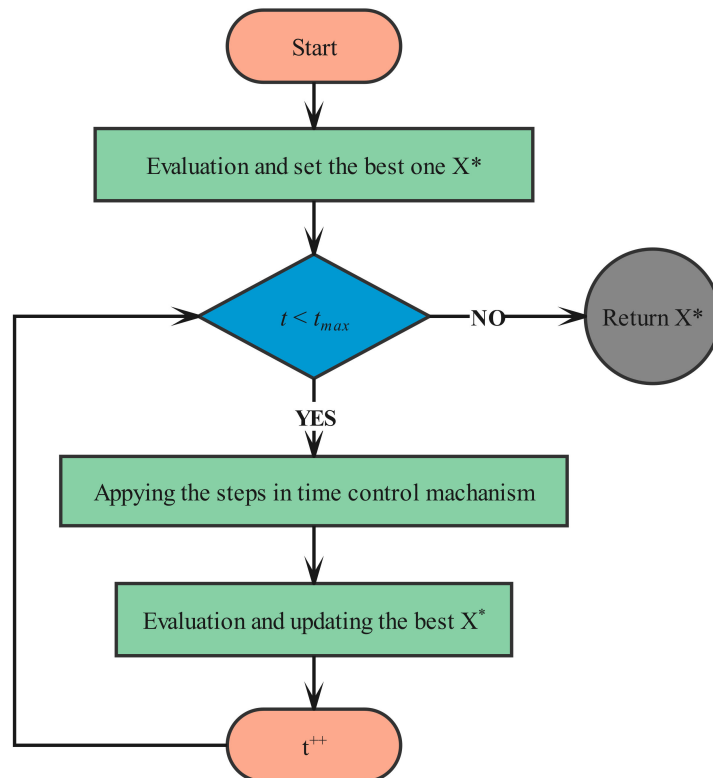 Start
Evaluation and set the best one X*
t < t_max
NO
Return X*
YES
Appying the steps in time control machanism
Evaluation and updating the best X*
t++